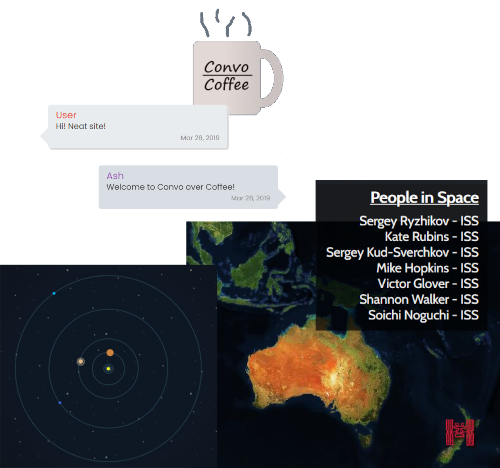 Convo
Coffee
User
Hi! Neat site!
Mar 28, 2019
Ash
Welcome to Convo over Coffee!
Mar 28, 2019
People in Space
Sergey Ryzhikov - ISS
Kate Rubins - ISS
Sergey Kud-Sverchkov - ISS
Mike Hopkins - ISS
Victor Glover - ISS
Shannon Walker - ISS
Soichi Noguchi - ISS